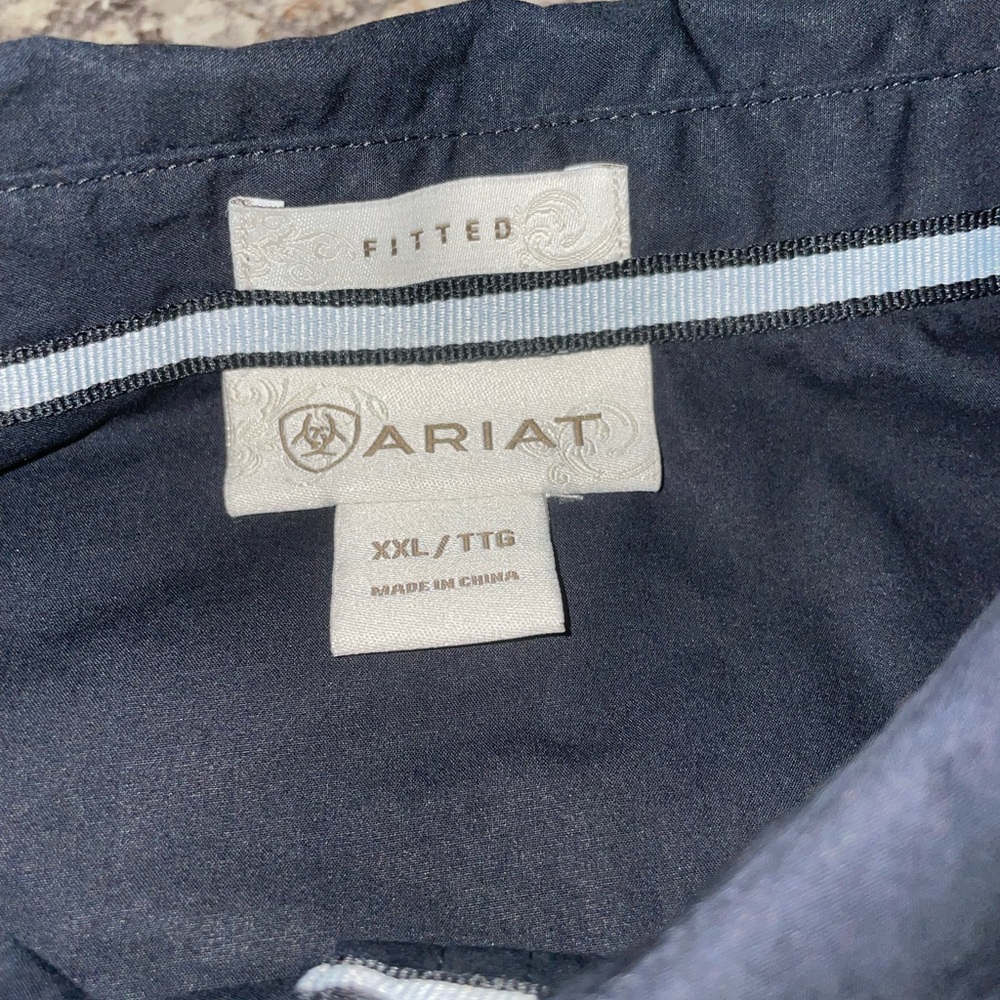 FITTED
ARIAT
XXL / TTG
MADE IN CHINA